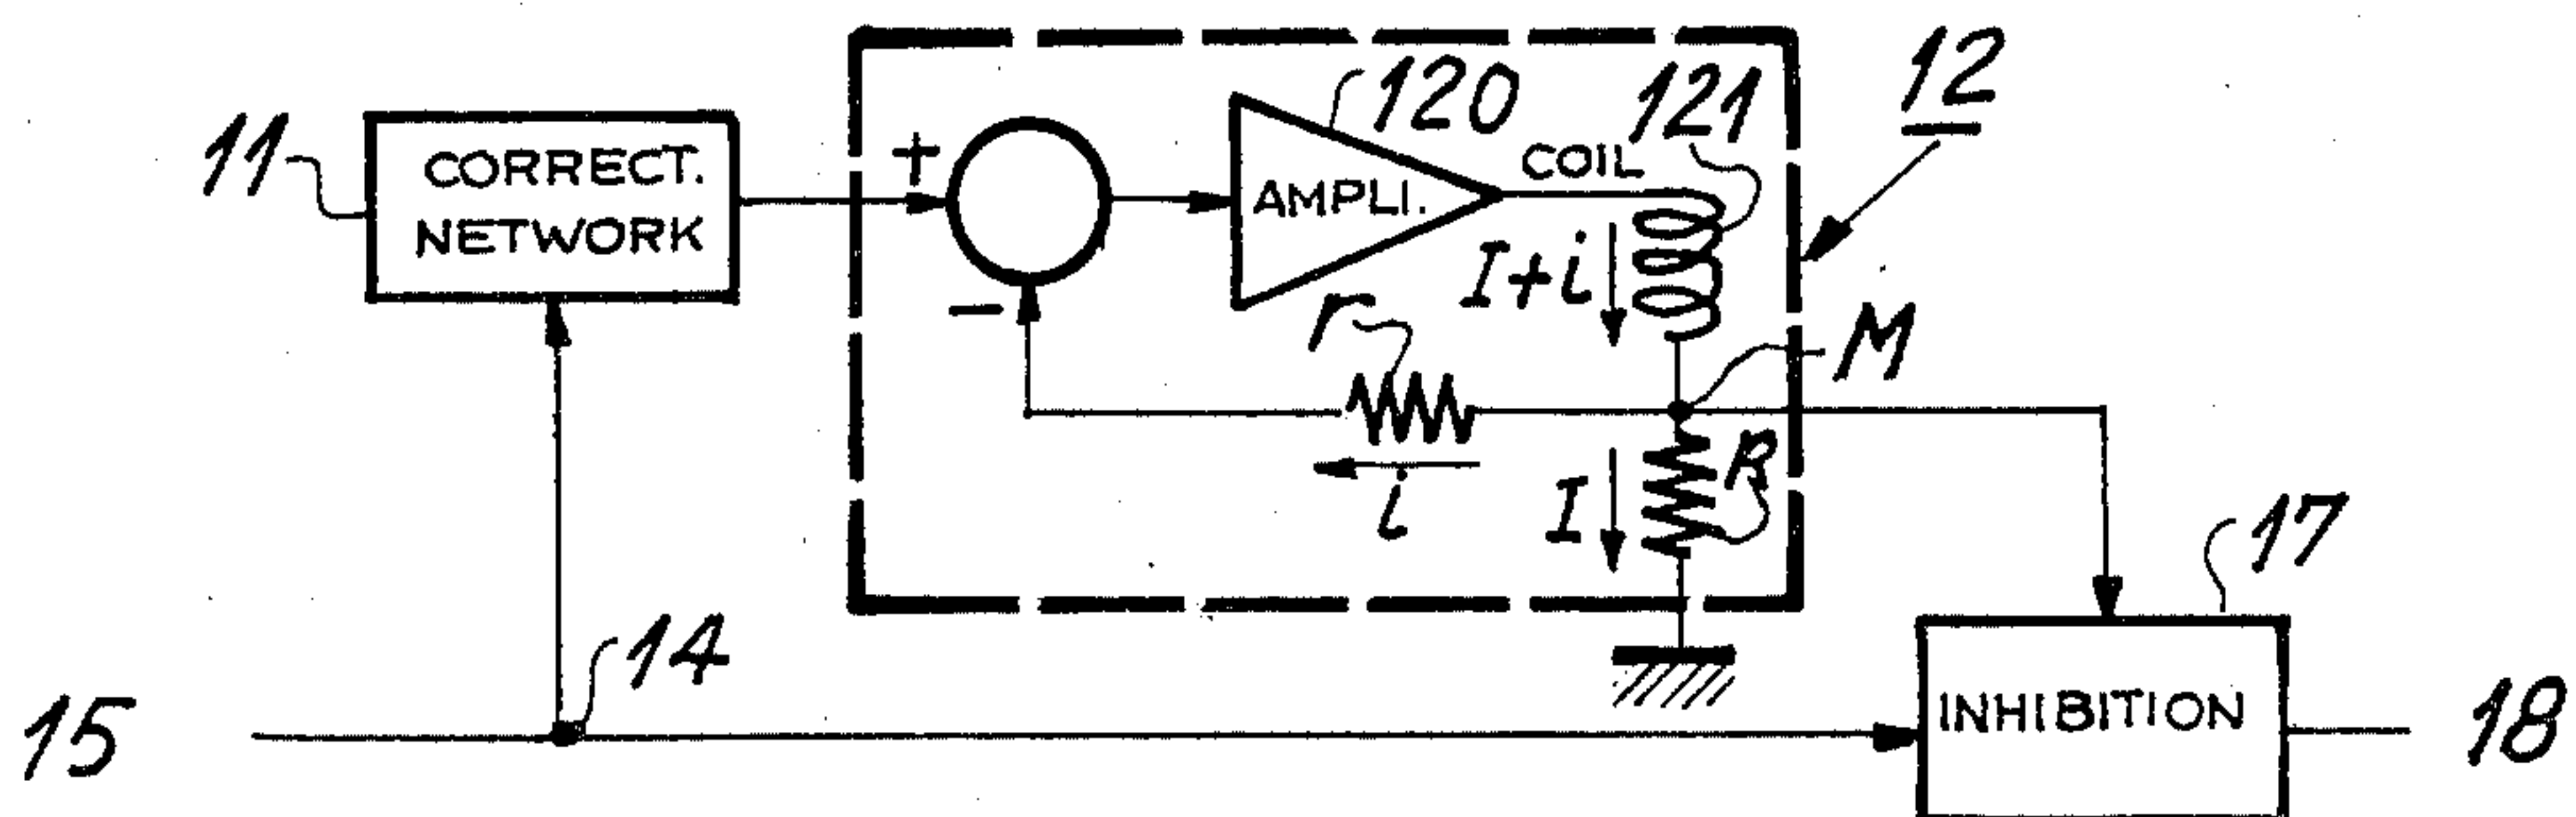 12
120
121
11
CORRECT.
NETWORK
+
AMPLI.
COIL
I+i
-
r
M
i
I
R
17
14
15
INHIBITION
18